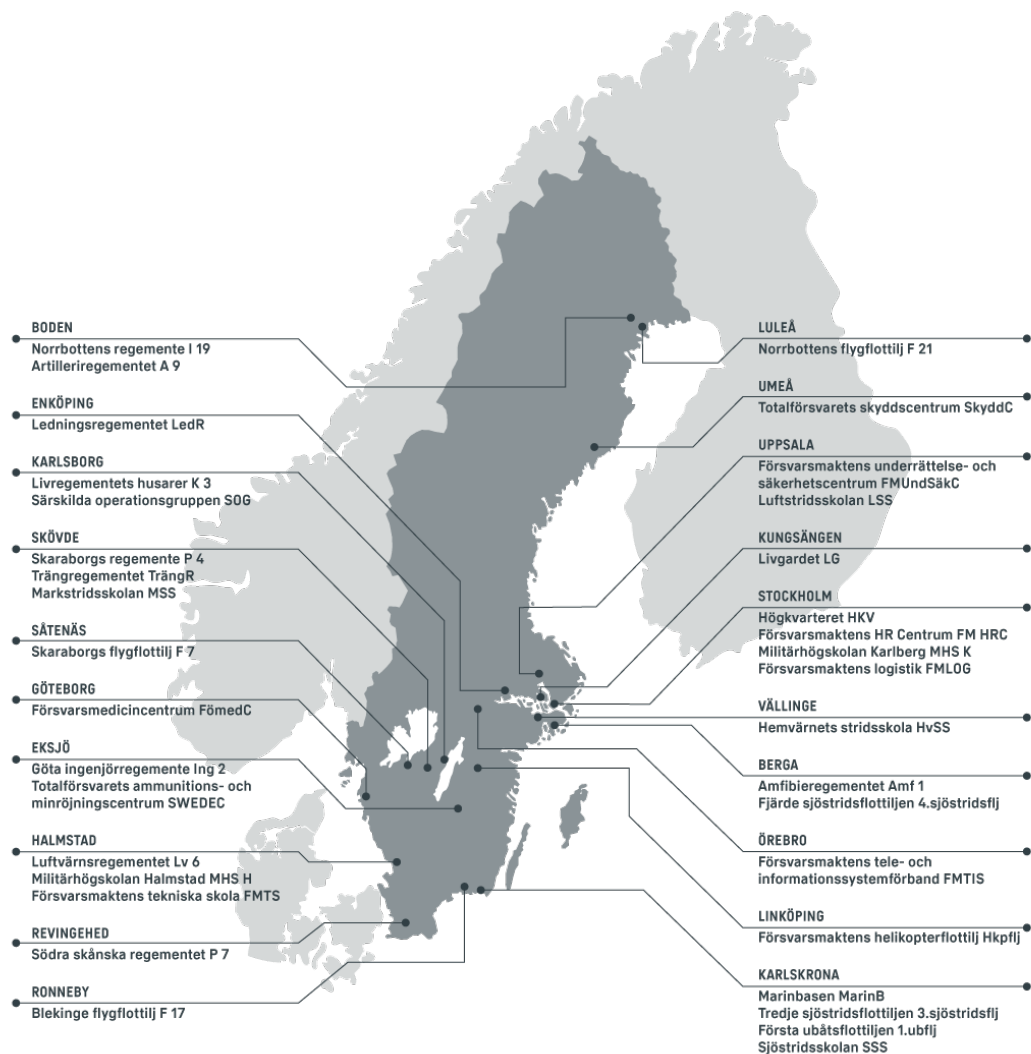 BODEN
Norrbottens regemente I 19
Artilleriregementet A 9
ENKÖPING
Ledningsregementet LedR
KARLSBORG
Livregementets husarer K 3
Särskilda operationsgruppen SOG
SKÖVDE
Skaraborgs regemente P 4
Trängregementet TrängR
Markstridsskolan MSS
SÅTENÄS
Skaraborgs flygflottilj F 7
GÖTEBORG
Försvarsmedicincentrum FömedC
EKSJÖ
Göta ingenjörregemente Ing 2
Totalförsvarets ammunitions- och
minröjningscentrum SWEDEC
HALMSTAD
Luftvärnsregementet Lv 6
Militärhögskolan Halmstad MHS H
Försvarsmaktens tekniska skola FMTS
REVINGEHED
Södra skånska regementet P 7
RONNEBY
Blekinge flygflottilj F 17
LULEÅ
Norrbottens flygflottilj F 21
UMEÅ
Totalförsvarets skyddscentrum SkyddC
UPPSALA
Försvarsmaktens underrättelse- och
säkerhetscentrum FMUndSäkC
Luftstridsskolan LSS
KUNGSÄNGEN
Livgardet LG
STOCKHOLM
Högkvarteret HKV
Försvarsmaktens HR Centrum FM HRC
Militärhögskolan Karlberg MHS K
Försvarsmaktens logistik FMLOG
VÄLLINGE
Hemvärnets stridsskola HvSS
BERGA
Amfibieregementet Amf 1
Fjärde sjöstridsflottiljen 4.sjöstridsflj
ÖREBRO
Försvarsmaktens tele- och
informationssystemförband FMTIS
LINKÖPING
Försvarsmaktens helikopterflottilj Hkpflj
KARLSKRONA
Marinbasen MarinB
Tredje sjöstridsflottiljen 3.sjöstridsflj
Första ubåtsflottiljen 1.ubflj
Sjöstridsskolan SSS